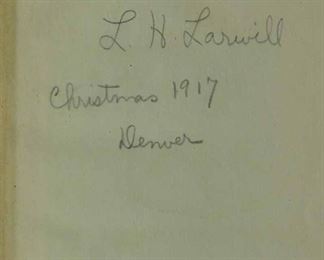 L. H. Larwill
Christmas 1917
Denver